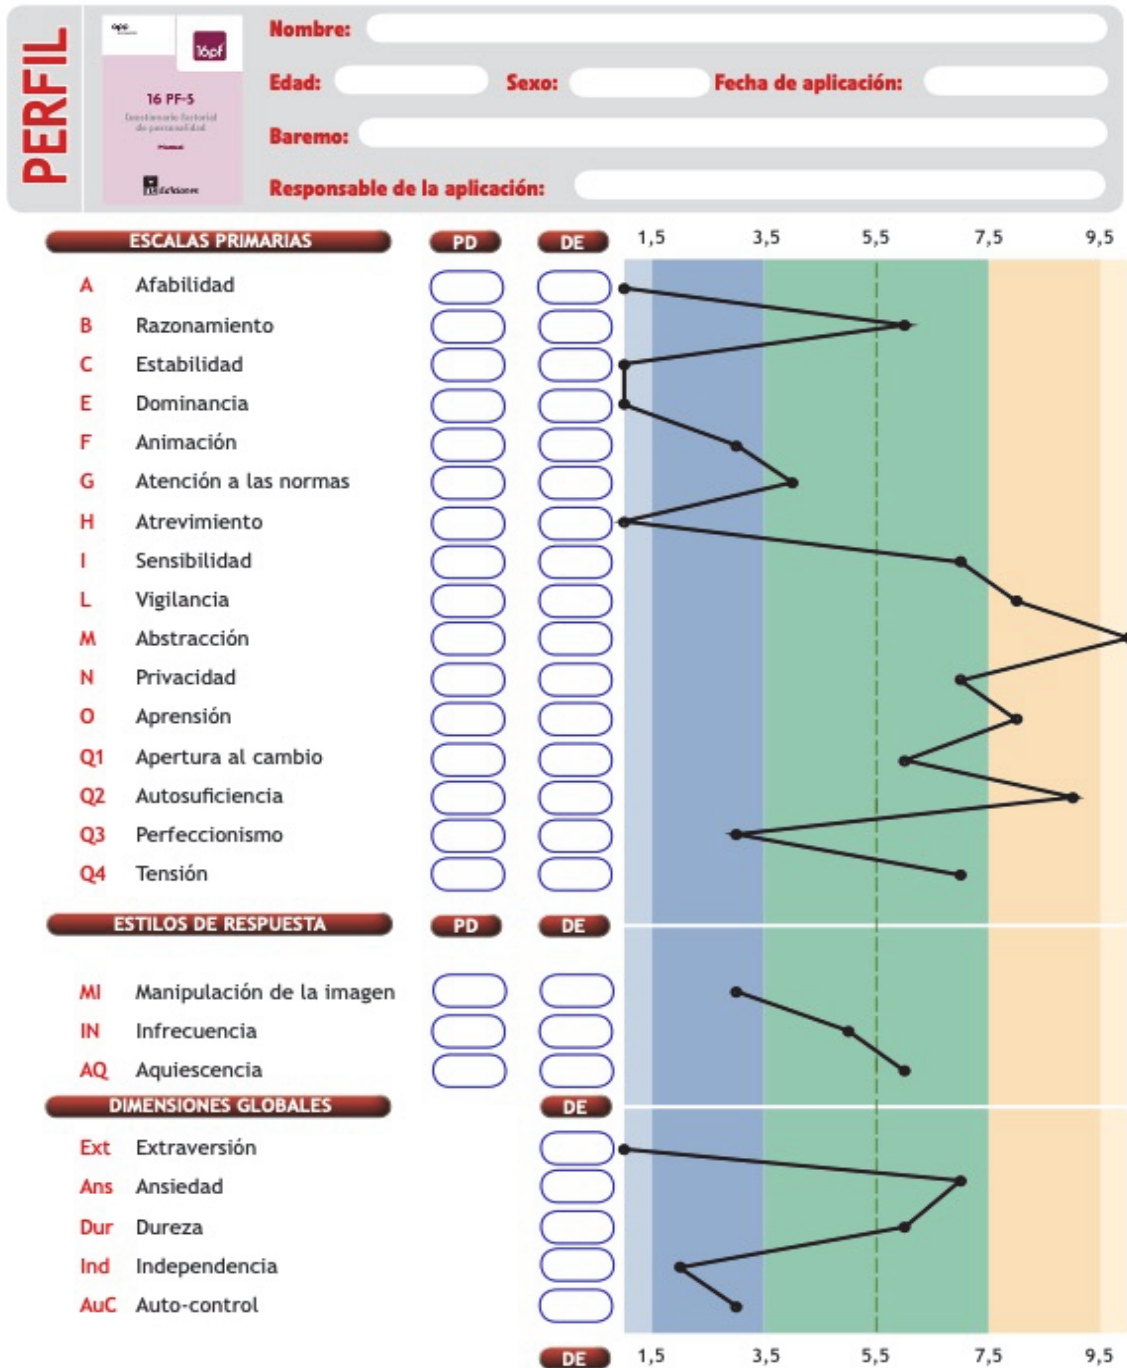 PERFIL
16pf
16 PF-5
Cuestionario factorial
de personalidad
Nombre:
Edad: Sexo: Fecha de aplicación:
Baremo:
Responsable de la aplicación:
ESCALAS PRIMARIAS PD DE 1,5 3,5 5,5 7,5 9,5
A Afabilidad
B Razonamiento
C Estabilidad
E Dominancia
F Animación
G Atención a las normas
H Atrevimiento
I Sensibilidad
L Vigilancia
M Abstracción
N Privacidad
O Aprensión
Q1 Apertura al cambio
Q2 Autosuficiencia
Q3 Perfeccionismo
Q4 Tensión
ESTILOS DE RESPUESTA PD DE
MI Manipulación de la imagen
IN Infrecuencia
AQ Aquiescencia
DIMENSIONES GLOBALES DE
Ext Extraversión
Ans Ansiedad
Dur Dureza
Ind Independencia
AuC Auto-control
DE 1,5 3,5 5,5 7,5 9,5